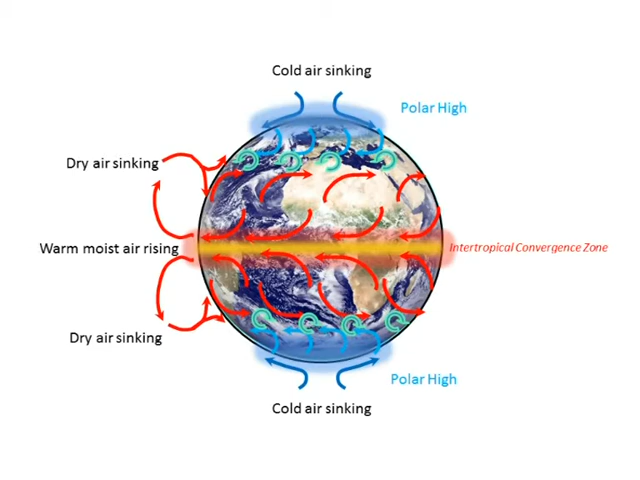 Cold air sinking
Polar High
Dry air sinking
Warm moist air rising
Intertropical Convergence Zone
Dry air sinking
Polar High
Cold air sinking